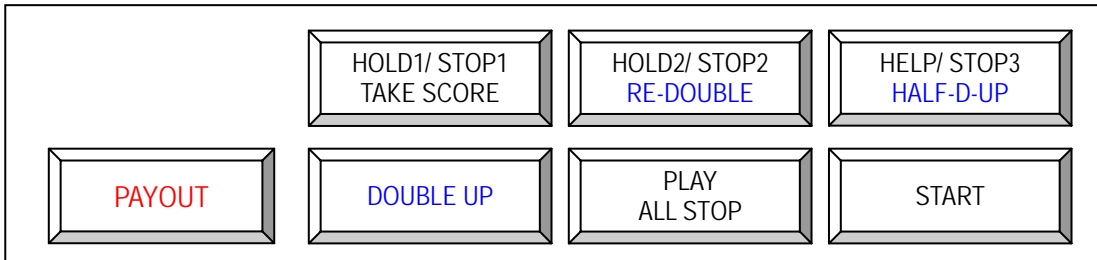 HOLD1/ STOP1
TAKE SCORE
HOLD2/ STOP2
RE-DOUBLE
HELP/ STOP3
HALF-D-UP
PAYOUT
DOUBLE UP
PLAY
ALL STOP
START